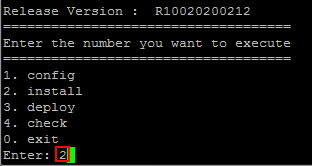 Release Version :  R10020200212
====================================
Enter the number you want to execute
====================================
1. config
2. install
3. deploy
4. check
0. exit
Enter: 2